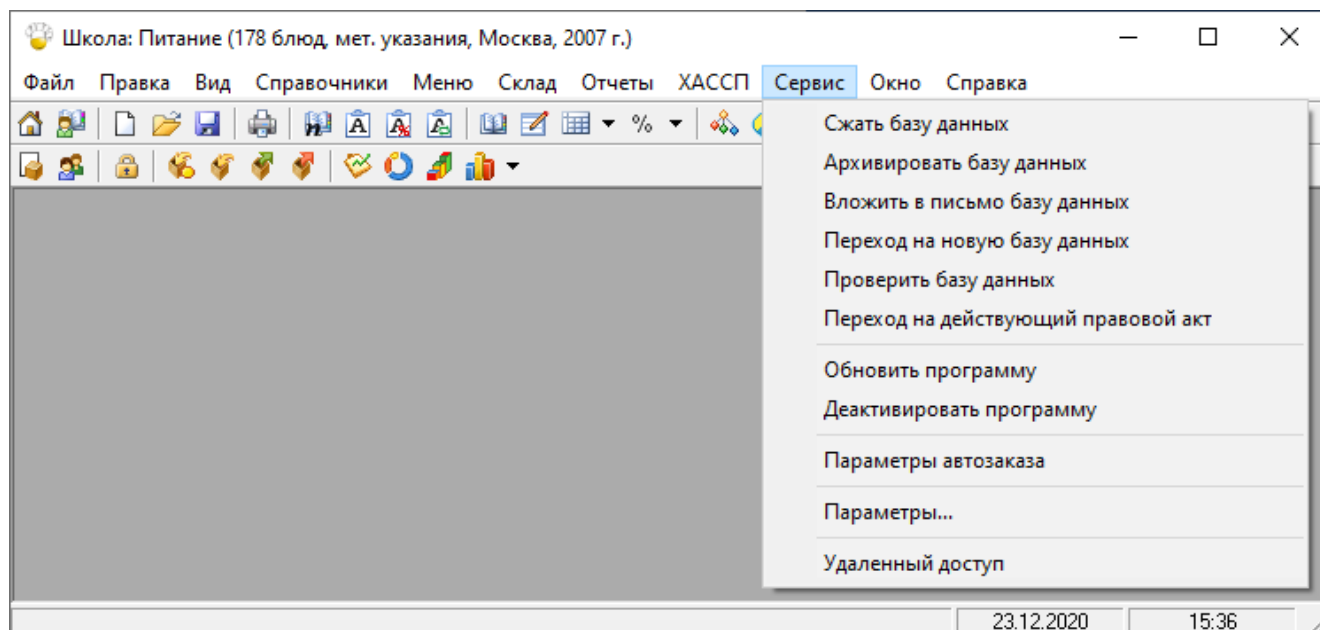 Школа: Питание (178 блюд, мет. указания, Москва, 2007 г.)
Файл Правка Вид Справочники Меню Склад Отчеты ХАССП Сервис Окно Справка
%
Сжать базу данных
Архивировать базу данных
Вложить в письмо базу данных
Переход на новую базу данных
Проверить базу данных
Переход на действующий правовой акт
Обновить программу
Деактивировать программу
Параметры автозаказа
Параметры...
Удаленный доступ
23.12.2020 15:36